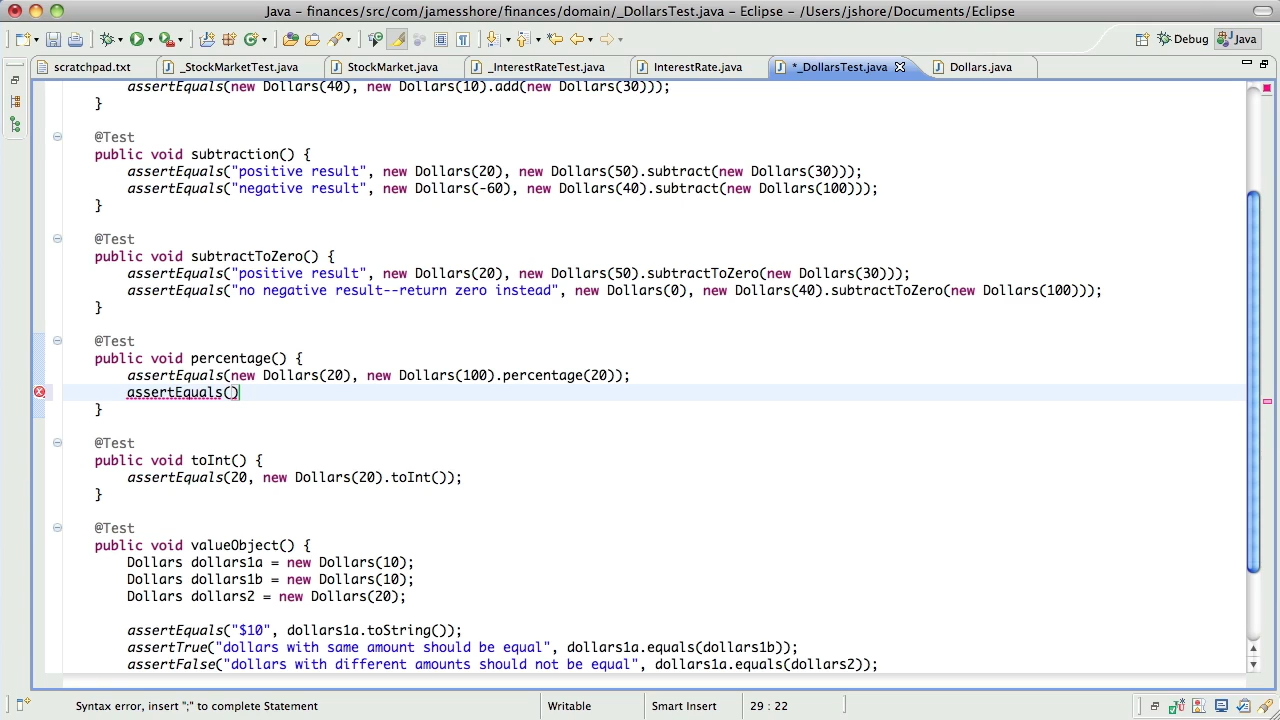 Java – finances/src/com/jamesshore/finances/domain/_DollarsTest.java – Eclipse – /Users/jshore/Documents/Eclipse
Debug Java
scratchpad.txt _StockMarketTest.java StockMarket.java _InterestRateTest.java InterestRate.java *_DollarsTest.java Dollars.java
assertEquals(new Dollars(40), new Dollars(10).add(new Dollars(30)));
}
@Test
public void subtraction() {
assertEquals("positive result", new Dollars(20), new Dollars(50).subtract(new Dollars(30)));
assertEquals("negative result", new Dollars(-60), new Dollars(40).subtract(new Dollars(100)));
}
@Test
public void subtractToZero() {
assertEquals("positive result", new Dollars(20), new Dollars(50).subtractToZero(new Dollars(30)));
assertEquals("no negative result--return zero instead", new Dollars(0), new Dollars(40).subtractToZero(new Dollars(100)));
}
@Test
public void percentage() {
assertEquals(new Dollars(20), new Dollars(100).percentage(20));
assertEquals()
}
@Test
public void toInt() {
assertEquals(20, new Dollars(20).toInt());
}
@Test
public void valueObject() {
Dollars dollars1a = new Dollars(10);
Dollars dollars1b = new Dollars(10);
Dollars dollars2 = new Dollars(20);
assertEquals("$10", dollars1a.toString());
assertTrue("dollars with same amount should be equal", dollars1a.equals(dollars1b));
assertFalse("dollars with different amounts should not be equal", dollars1a.equals(dollars2));
Syntax error, insert ";" to complete Statement Writable Smart Insert 29 : 22